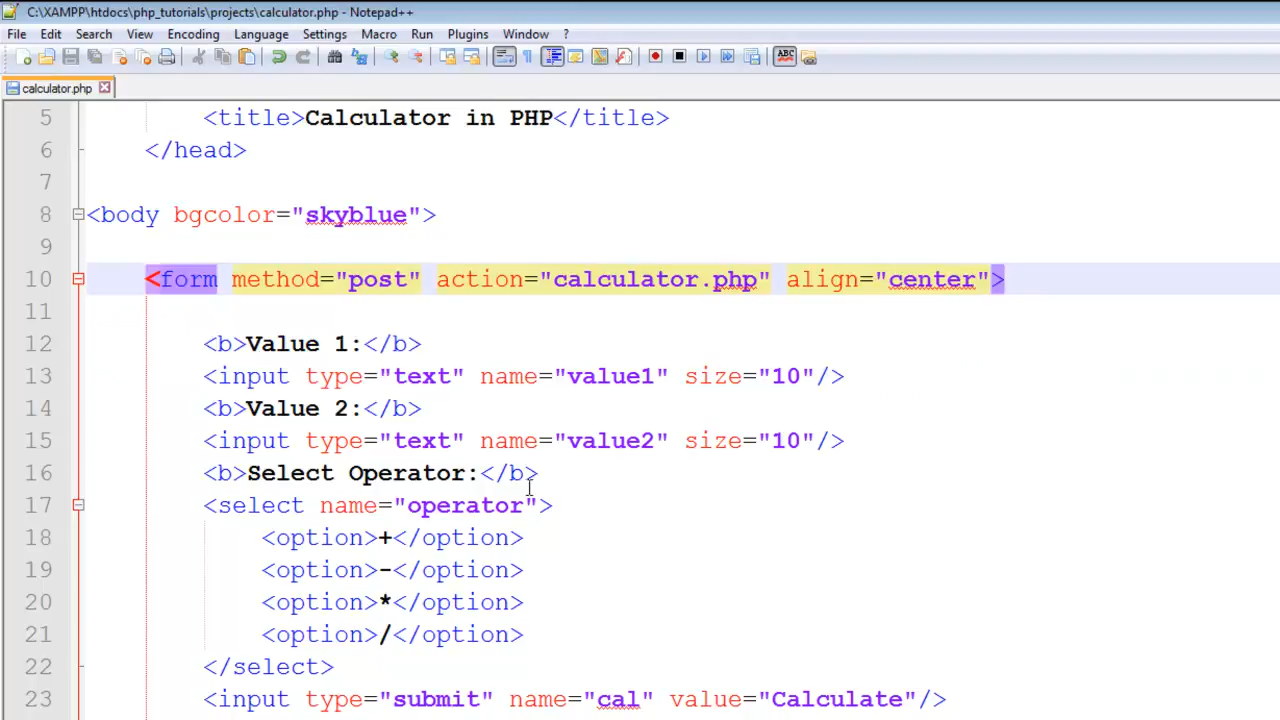 C:\XAMPP\htdocs\php_tutorials\projects\calculator.php - Notepad++
File Edit Search View Encoding Language Settings Macro Run Plugins Window ?
ABC
calculator.php
5 <title>Calculator in PHP</title>
6 </head>
7
8 <body bgcolor="skyblue">
9
10 <form method="post" action="calculator.php" align="center">
11
12 <b>Value 1:</b>
13 <input type="text" name="value1" size="10"/>
14 <b>Value 2:</b>
15 <input type="text" name="value2" size="10"/>
16 <b>Select Operator:</b>
17 <select name="operator">
18 <option>+</option>
19 <option>-</option>
20 <option>*</option>
21 <option>/</option>
22 </select>
23 <input type="submit" name="cal" value="Calculate"/>